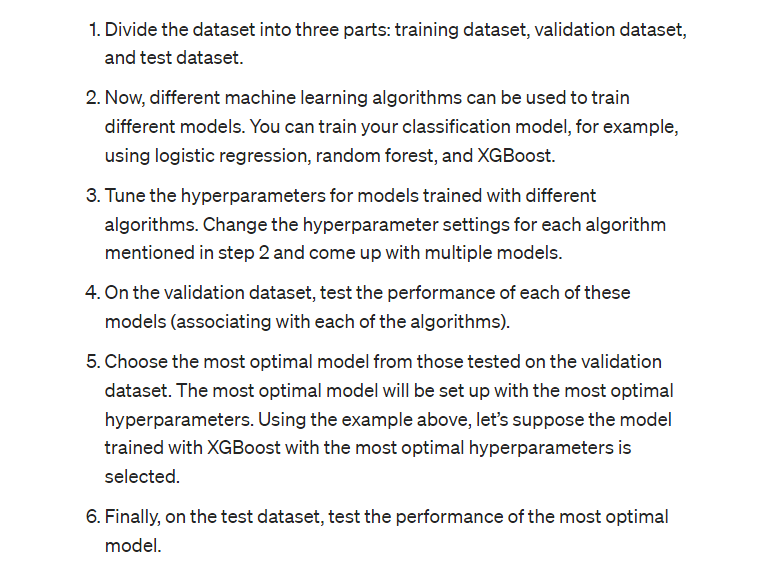 1. Divide the dataset into three parts: training dataset, validation dataset,
and test dataset.
2. Now, different machine learning algorithms can be used to train
different models. You can train your classification model, for example,
using logistic regression, random forest, and XGBoost.
3. Tune the hyperparameters for models trained with different
algorithms. Change the hyperparameter settings for each algorithm
mentioned in step 2 and come up with multiple models.
4. On the validation dataset, test the performance of each of these
models (associating with each of the algorithms).
5. Choose the most optimal model from those tested on the validation
dataset. The most optimal model will be set up with the most optimal
hyperparameters. Using the example above, let’s suppose the model
trained with XGBoost with the most optimal hyperparameters is
selected.
6. Finally, on the test dataset, test the performance of the most optimal
model.